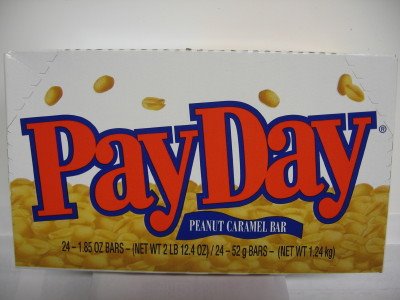 PayDay®
PEANUT CARAMEL BAR
24 – 1.85 OZ BARS – (NET WT 2 LB 12.4 OZ) / 24 – 52 g BARS – (NET WT 1.24 kg)